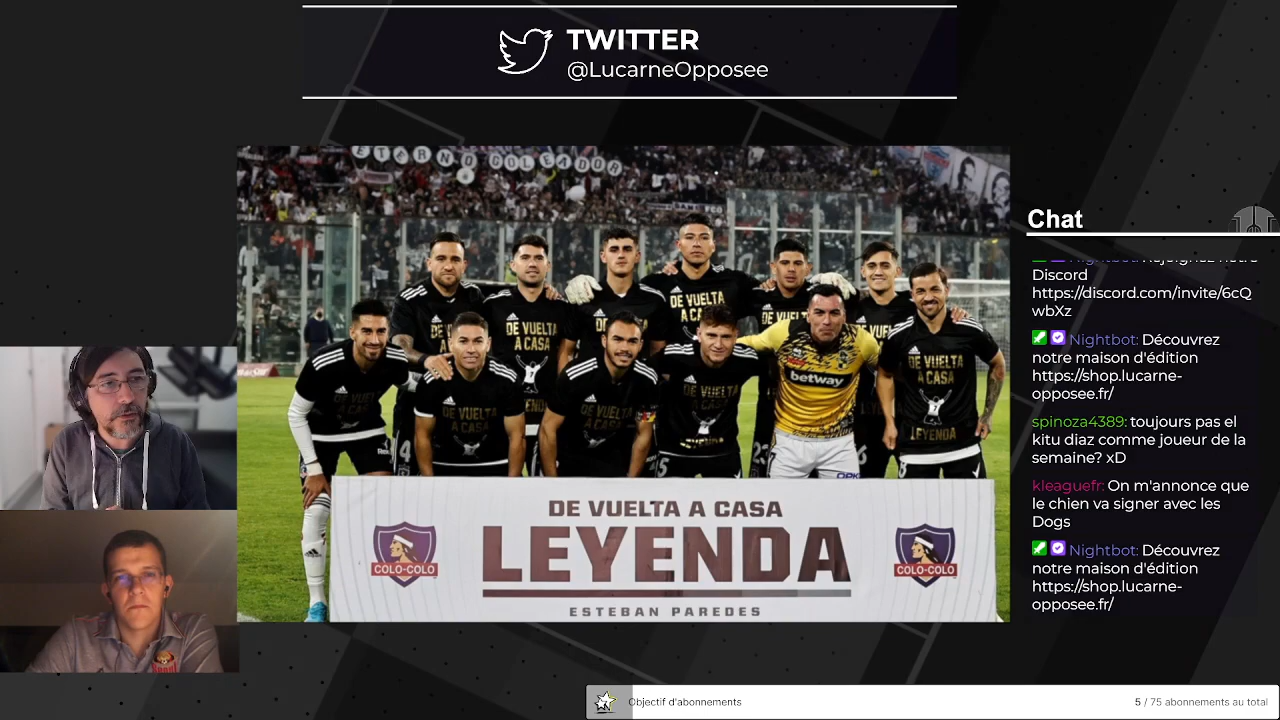 TWITTER
@LucarneOpposee
ETERNO GOLEADOR
DE VUELTA
A CASA
DE VUELTA
A CASA
DE VUELTA
A CASA
DE VUELTA
A CASA
LEYENDA
betway
DE VUELTA A CASA
LEYENDA
ESTEBAN PAREDES
COLO-COLO
COLO-COLO
Chat
Discord
https://discord.com/invite/6cQ
wbXz
Nightbot: Découvrez
notre maison d'édition
https://shop.lucarne-
opposee.fr/
spinoza4389: toujours pas el
kitu diaz comme joueur de la
semaine? xD
kleaguefr: On m'annonce que
le chien va signer avec les
Dogs
Nightbot: Découvrez
notre maison d'édition
https://shop.lucarne-
opposee.fr/
Objectif d'abonnements
5 / 75 abonnements au total